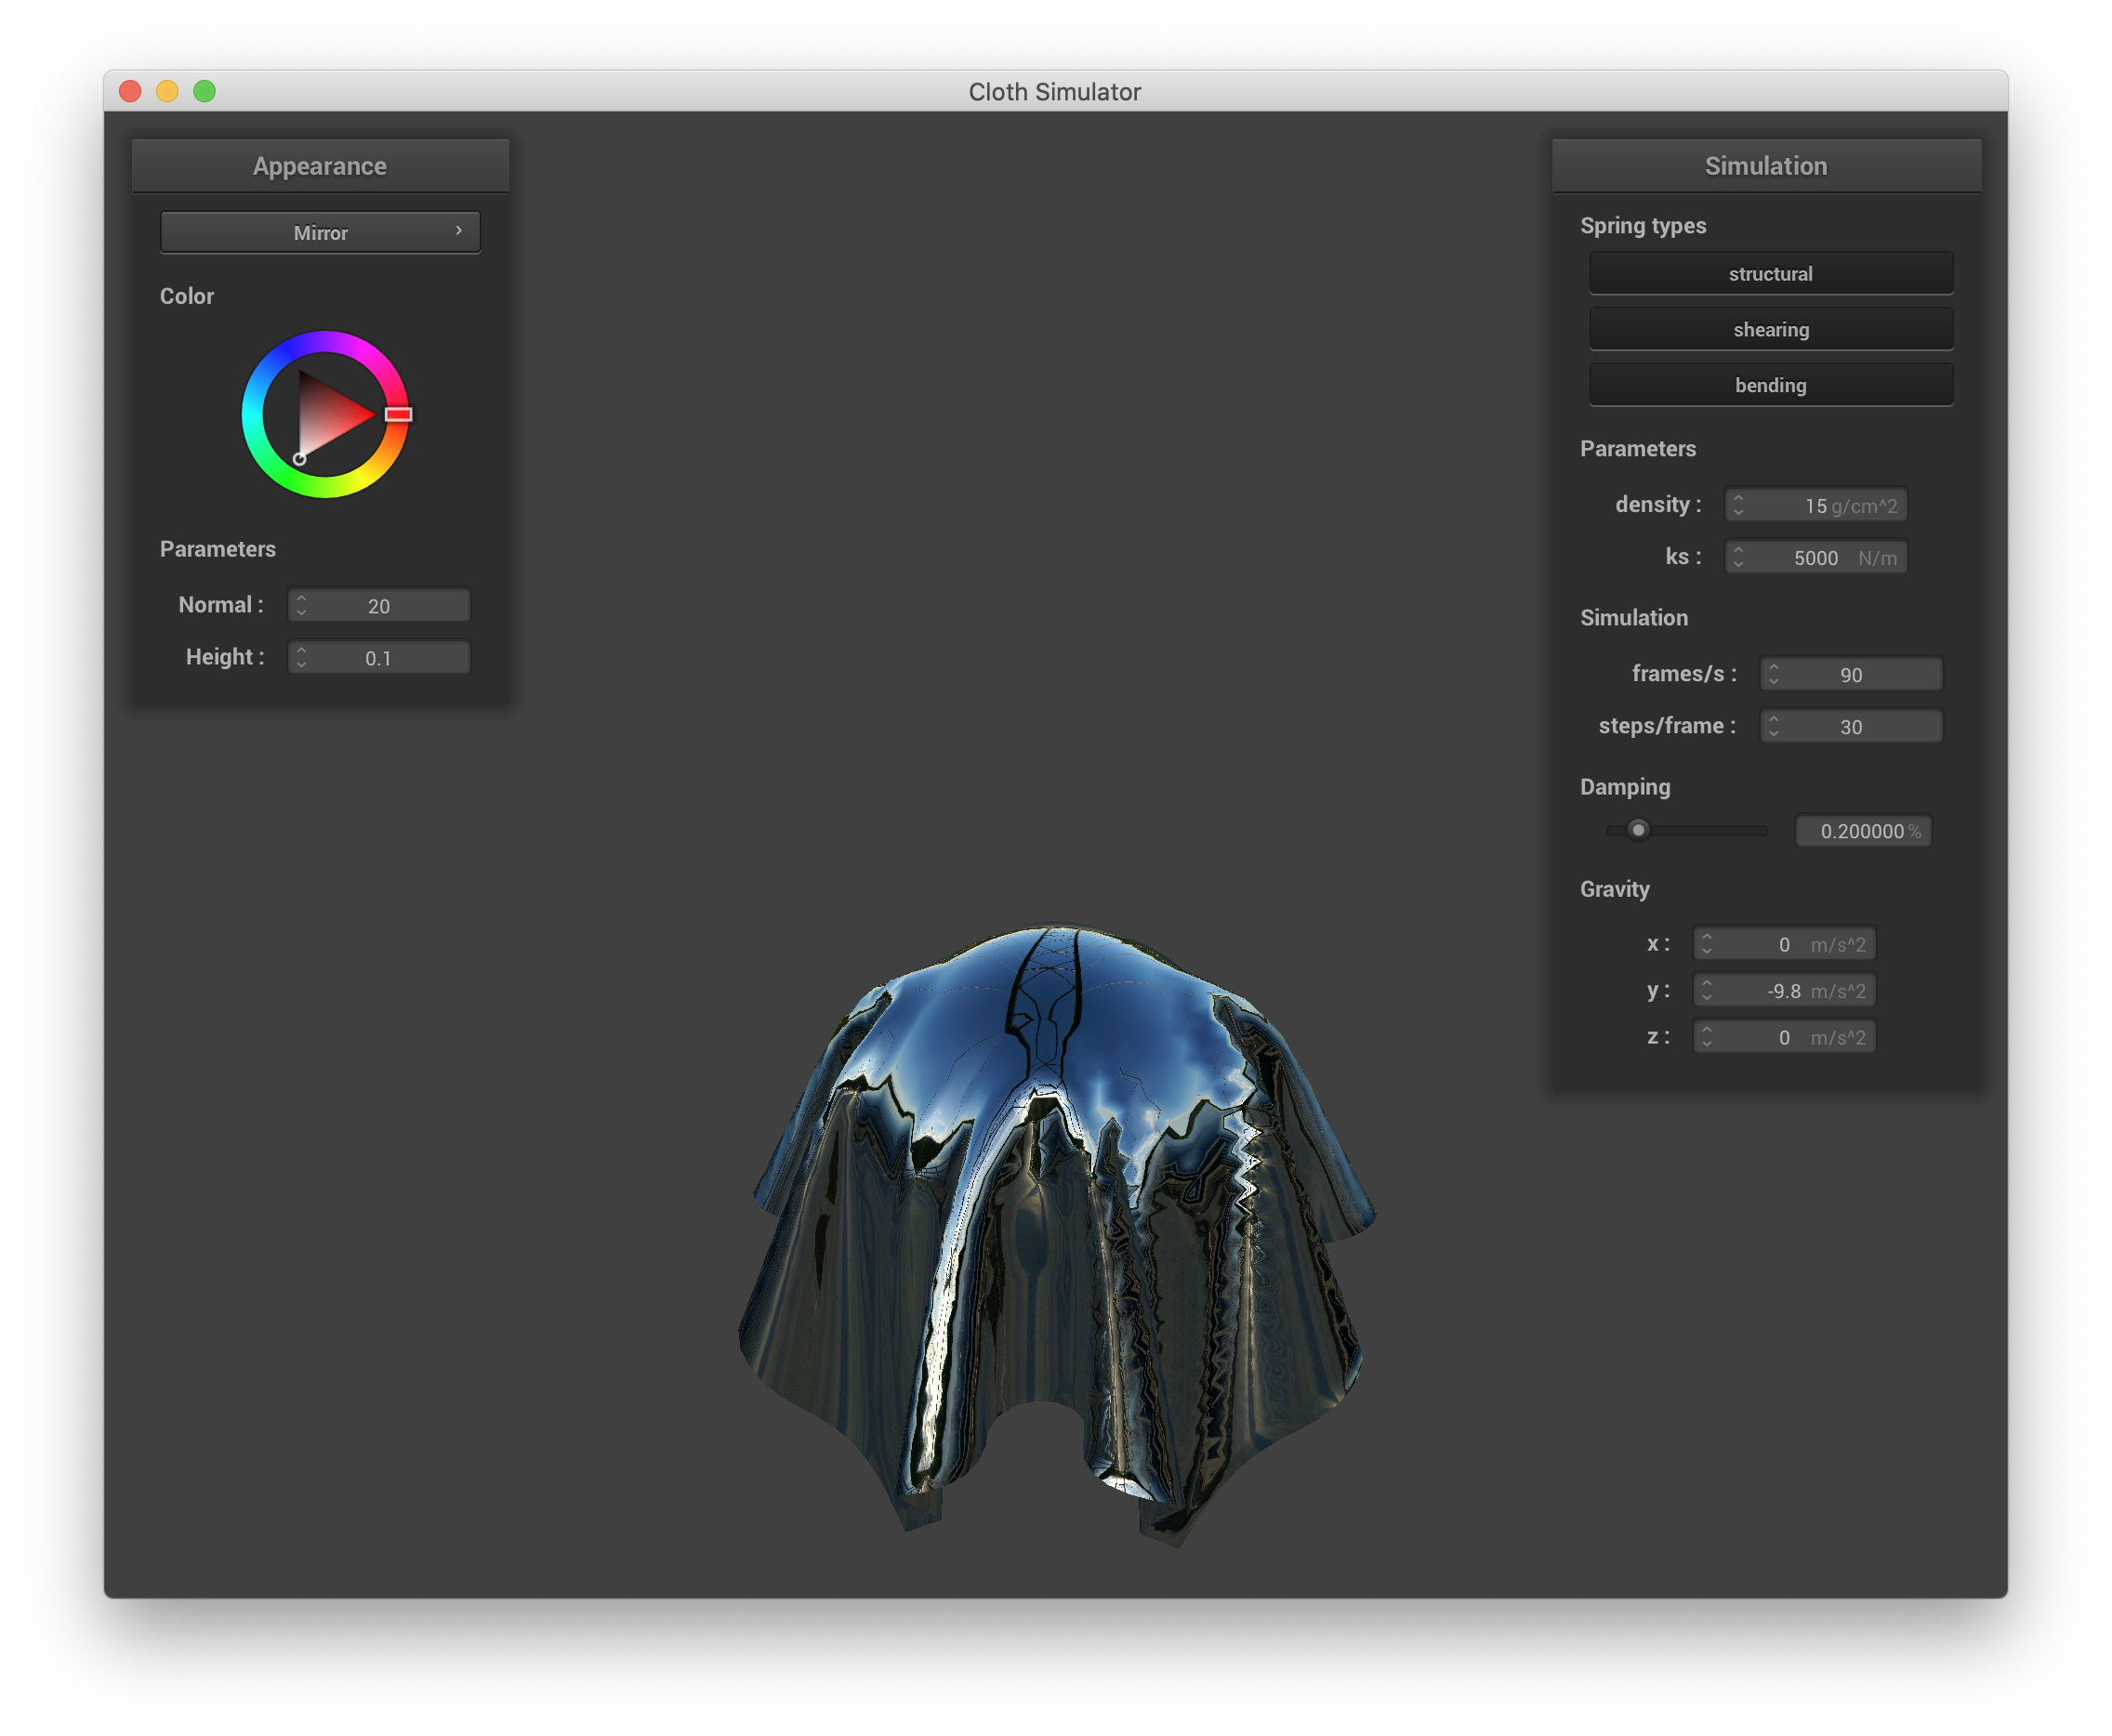 Cloth Simulator
Appearance
Mirror
Color
Parameters
Normal : 20
Height : 0.1
Simulation
Spring types
structural
shearing
bending
Parameters
density : 15 g/cm^2
ks : 5000 N/m
Simulation
frames/s : 90
steps/frame : 30
Damping
0.200000 %
Gravity
x : 0 m/s^2
y : -9.8 m/s^2
z : 0 m/s^2